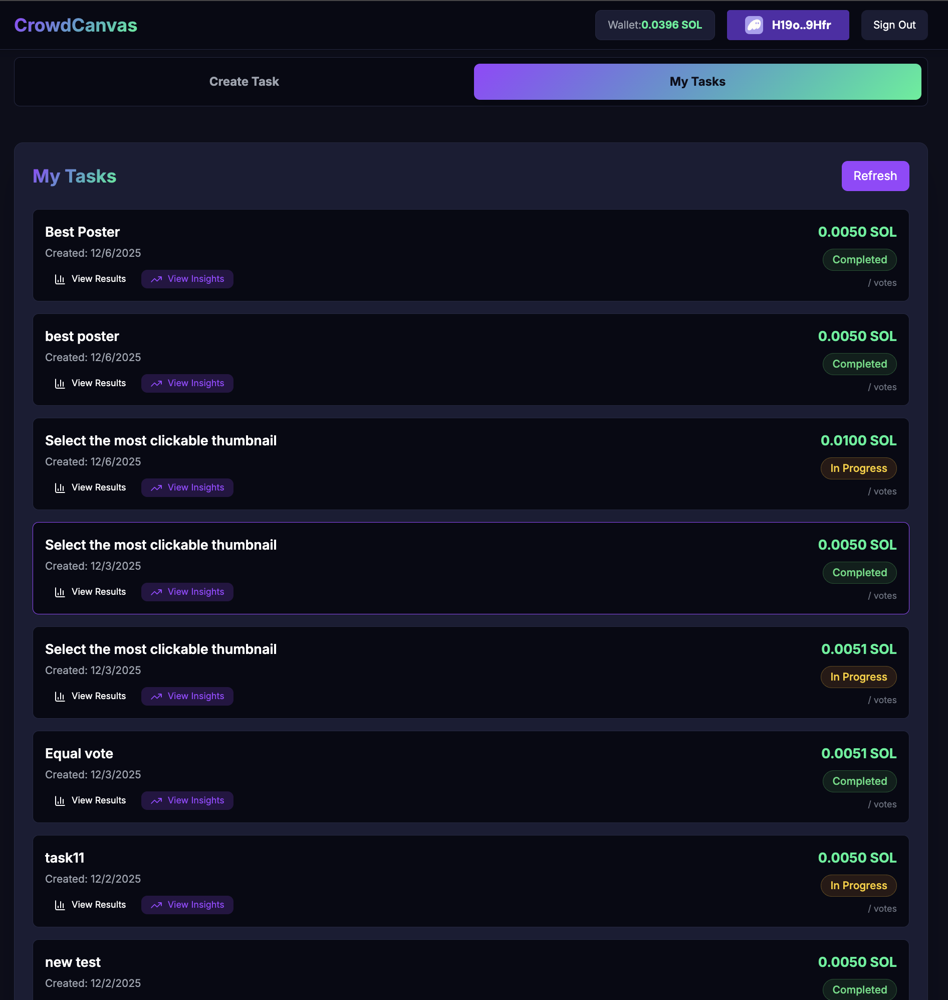 CrowdCanvas
Wallet:0.0396 SOL
H19o..9Hfr
Sign Out
Create Task
My Tasks
My Tasks
Refresh
Best Poster
0.0050 SOL
Created: 12/6/2025
Completed
View Results
View Insights
/ votes
best poster
0.0050 SOL
Created: 12/6/2025
Completed
View Results
View Insights
/ votes
Select the most clickable thumbnail
0.0100 SOL
Created: 12/6/2025
In Progress
View Results
View Insights
/ votes
Select the most clickable thumbnail
0.0050 SOL
Created: 12/3/2025
Completed
View Results
View Insights
/ votes
Select the most clickable thumbnail
0.0051 SOL
Created: 12/3/2025
In Progress
View Results
View Insights
/ votes
Equal vote
0.0051 SOL
Created: 12/3/2025
Completed
View Results
View Insights
/ votes
task11
0.0050 SOL
Created: 12/2/2025
In Progress
View Results
View Insights
/ votes
new test
0.0050 SOL
Created: 12/2/2025
Completed